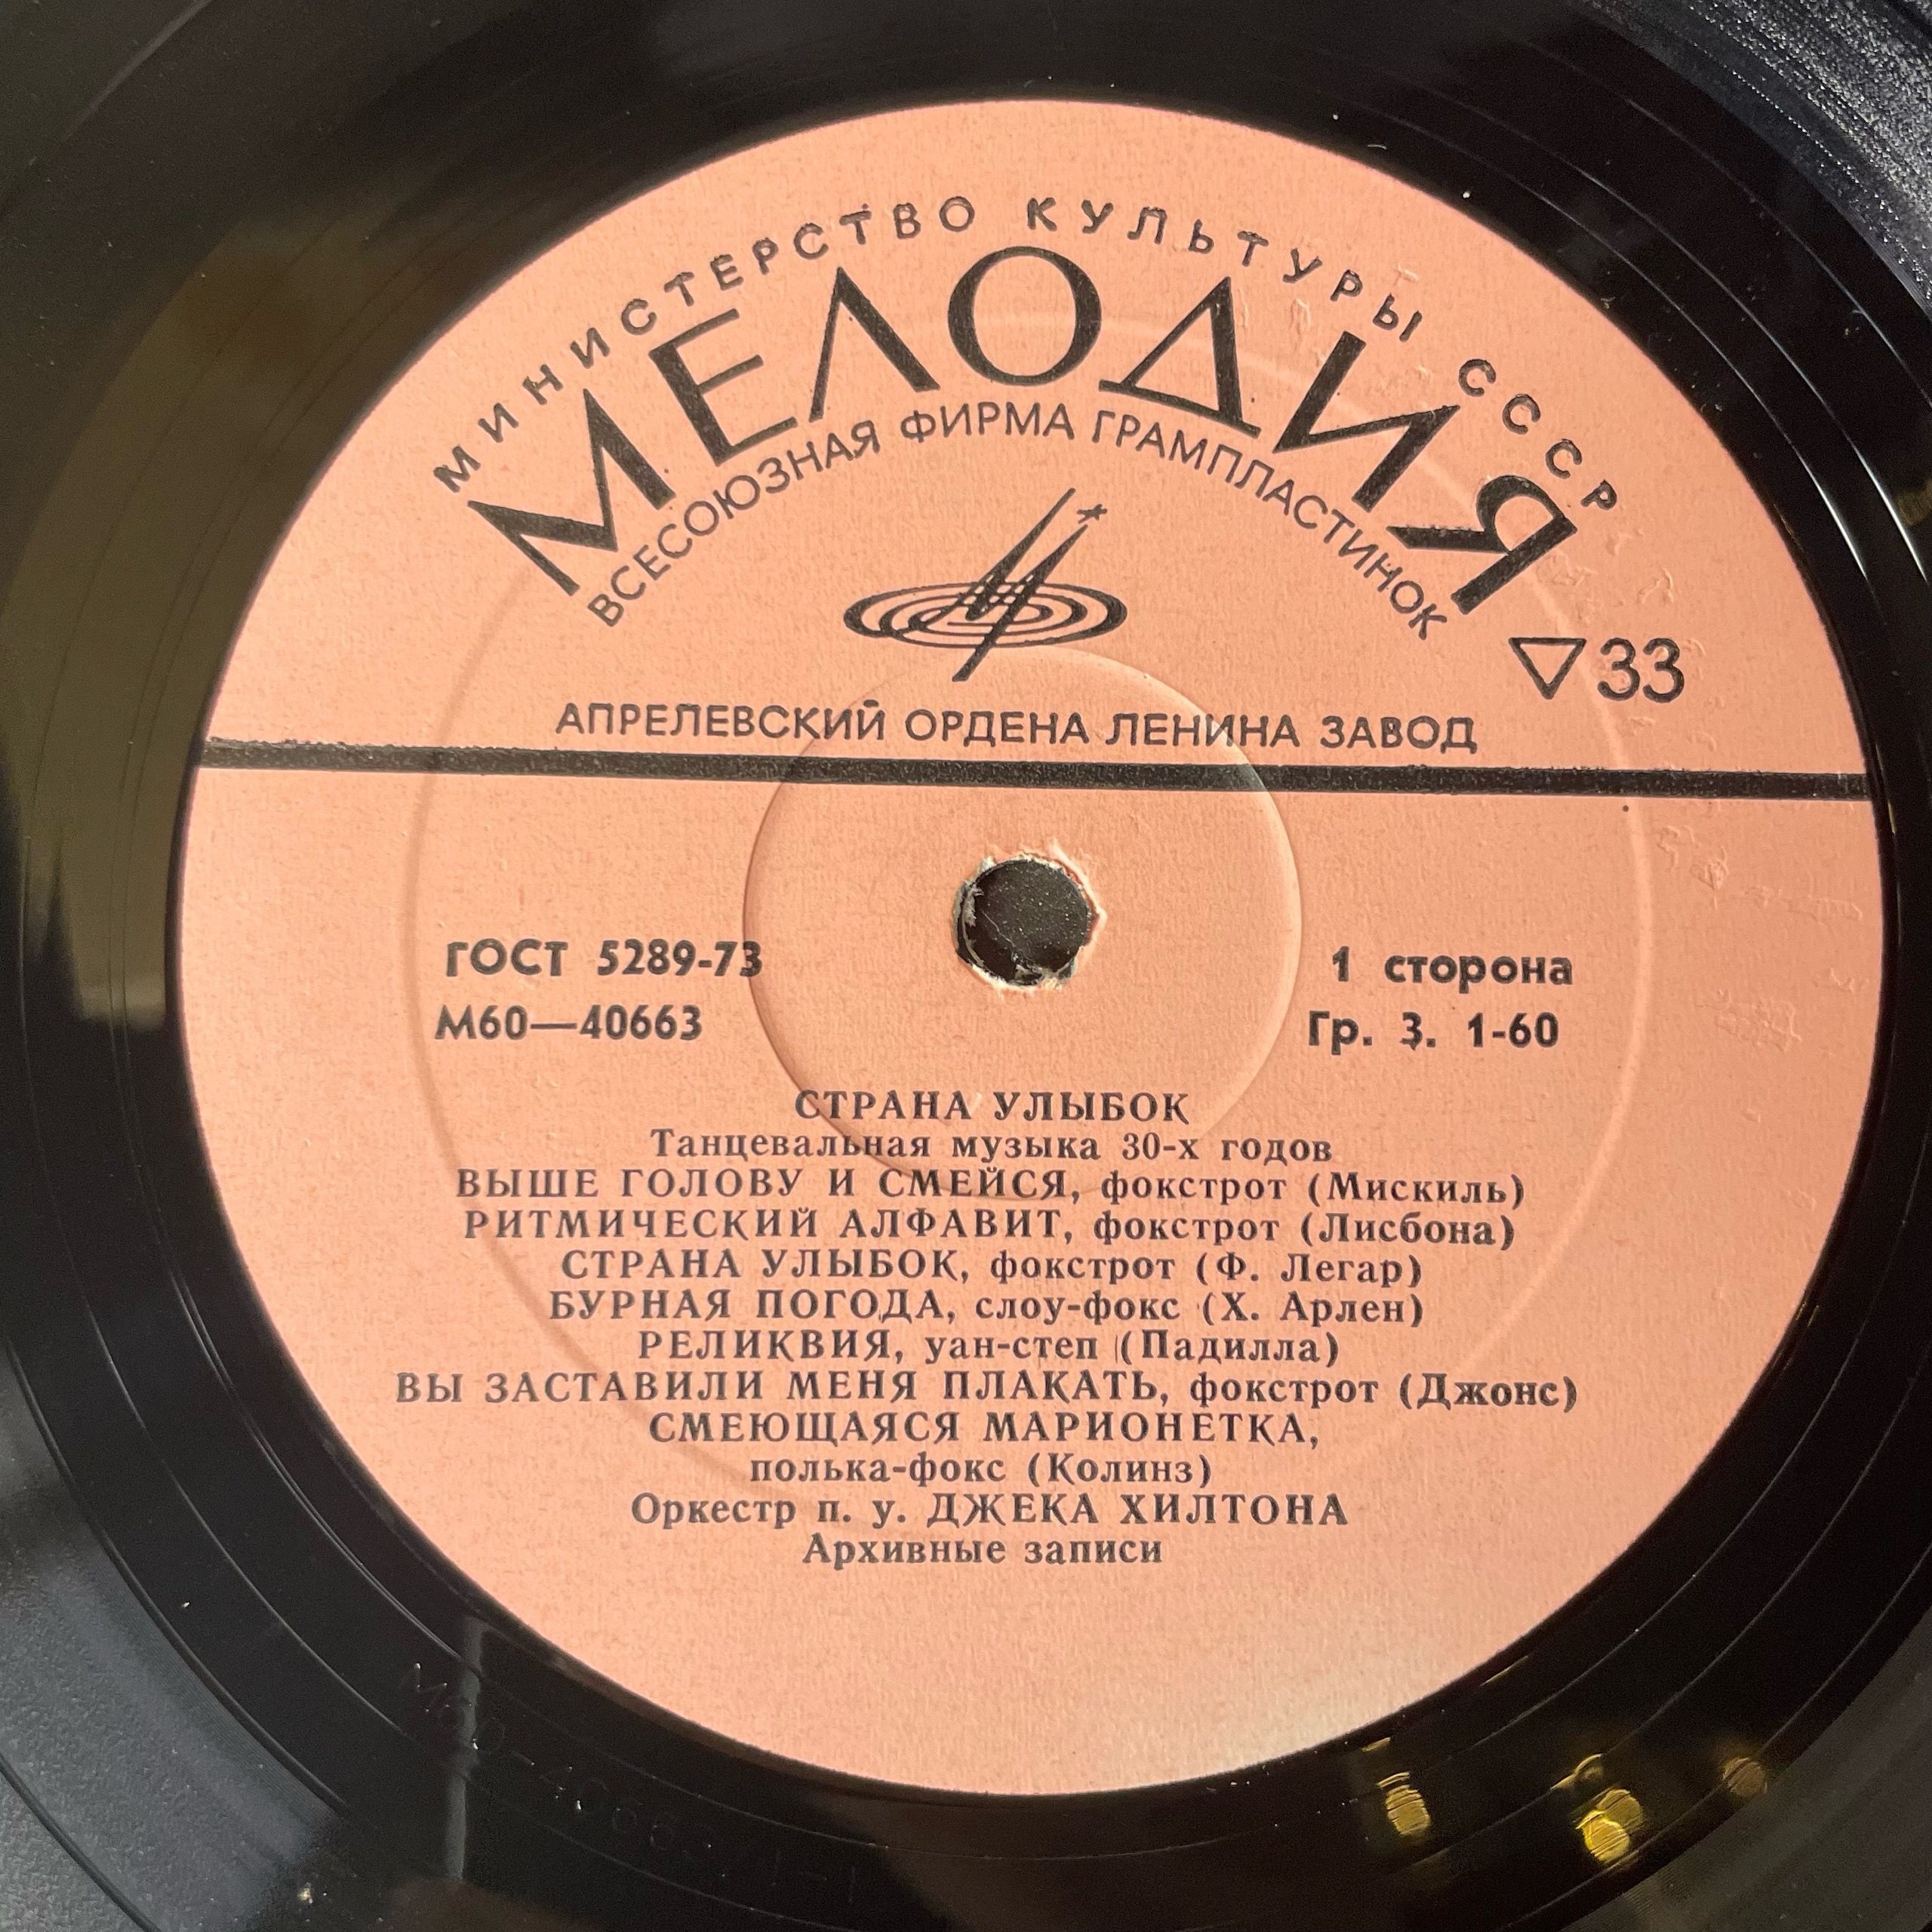 МИНИСТЕРСТВО КУЛЬТУРЫ СССР
МЕЛОДИЯ
ВСЕСОЮЗНАЯ ФИРМА ГРАМПЛАСТИНОК
▽33
АПРЕЛЕВСКИЙ ОРДЕНА ЛЕНИНА ЗАВОД
ГОСТ 5289-73
М60—40663
1 сторона
Гр. 3. 1-60
СТРАНА УЛЫБОК
Танцевальная музыка 30-х годов
ВЫШЕ ГОЛОВУ И СМЕЙСЯ, фокстрот (Мискиль)
РИТМИЧЕСКИЙ АЛФАВИТ, фокстрот (Лисбона)
СТРАНА УЛЫБОК, фокстрот (Ф. Легар)
БУРНАЯ ПОГОДА, слоу-фокс (Х. Арлен)
РЕЛИКВИЯ, уан-степ (Падилла)
ВЫ ЗАСТАВИЛИ МЕНЯ ПЛАКАТЬ, фокстрот (Джонс)
СМЕЮЩАЯСЯ МАРИОНЕТКА,
полька-фокс (Колинз)
Оркестр п. у. ДЖЕКА ХИЛТОНА
Архивные записи